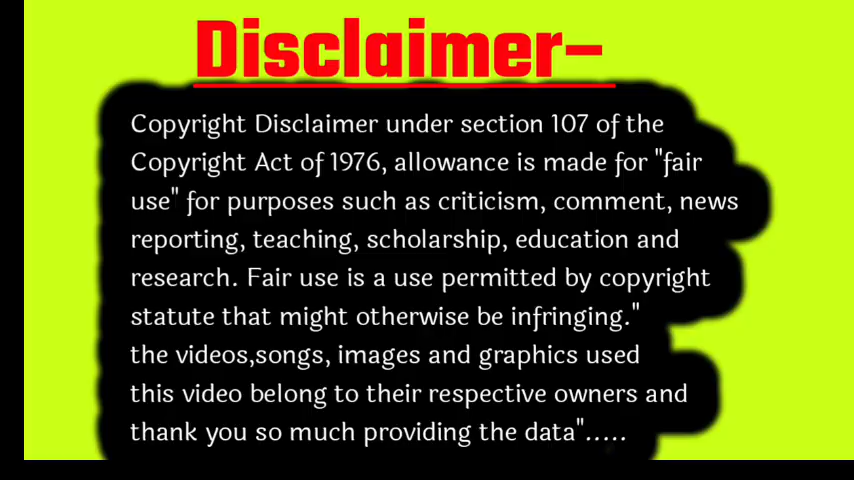 Disclaimer-
Copyright Disclaimer under section 107 of the
Copyright Act of 1976, allowance is made for "fair
use" for purposes such as criticism, comment, news
reporting, teaching, scholarship, education and
research. Fair use is a use permitted by copyright
statute that might otherwise be infringing."
the videos,songs, images and graphics used
this video belong to their respective owners and
thank you so much providing the data".....